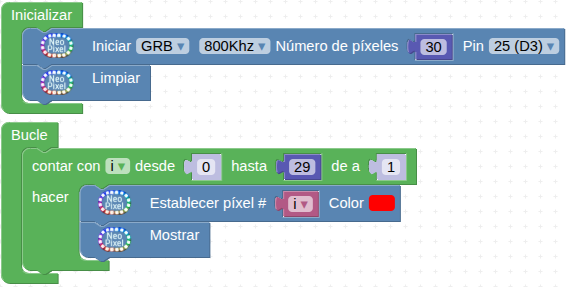 Inicializar
Neo Pixel Iniciar GRB ▾ 800Khz ▾ Número de píxeles 30 Pin 25 (D3) ▾
Neo Pixel Limpiar
Bucle
contar con i ▾ desde 0 hasta 29 de a 1
hacer
Neo Pixel Establecer píxel # i ▾ Color
Neo Pixel Mostrar